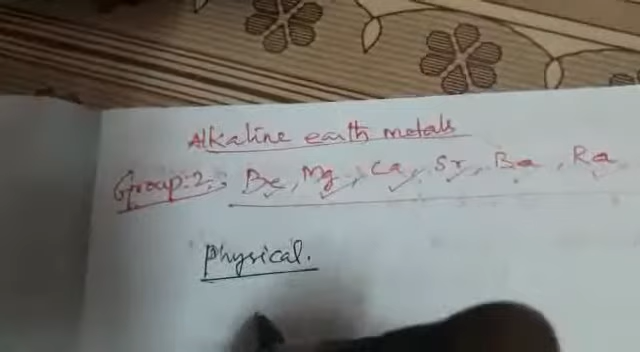 Alkaline earth metals
Group:2:; Be, Mg, Ca, Sr, Ba, Ra
Physical.